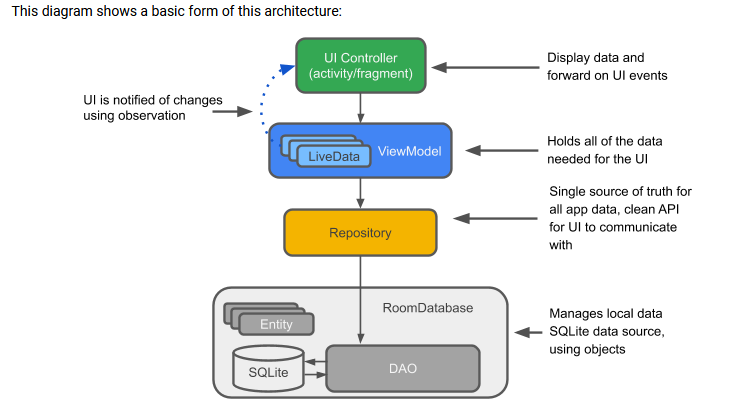 This diagram shows a basic form of this architecture:
UI Controller
(activity/fragment)
Display data and
forward on UI events
UI is notified of changes
using observation
LiveData
ViewModel
Holds all of the data
needed for the UI
Single source of truth for
all app data, clean API
for UI to communicate
with
Repository
RoomDatabase
Entity
Manages local data
SQLite data source,
using objects
SQLite
DAO